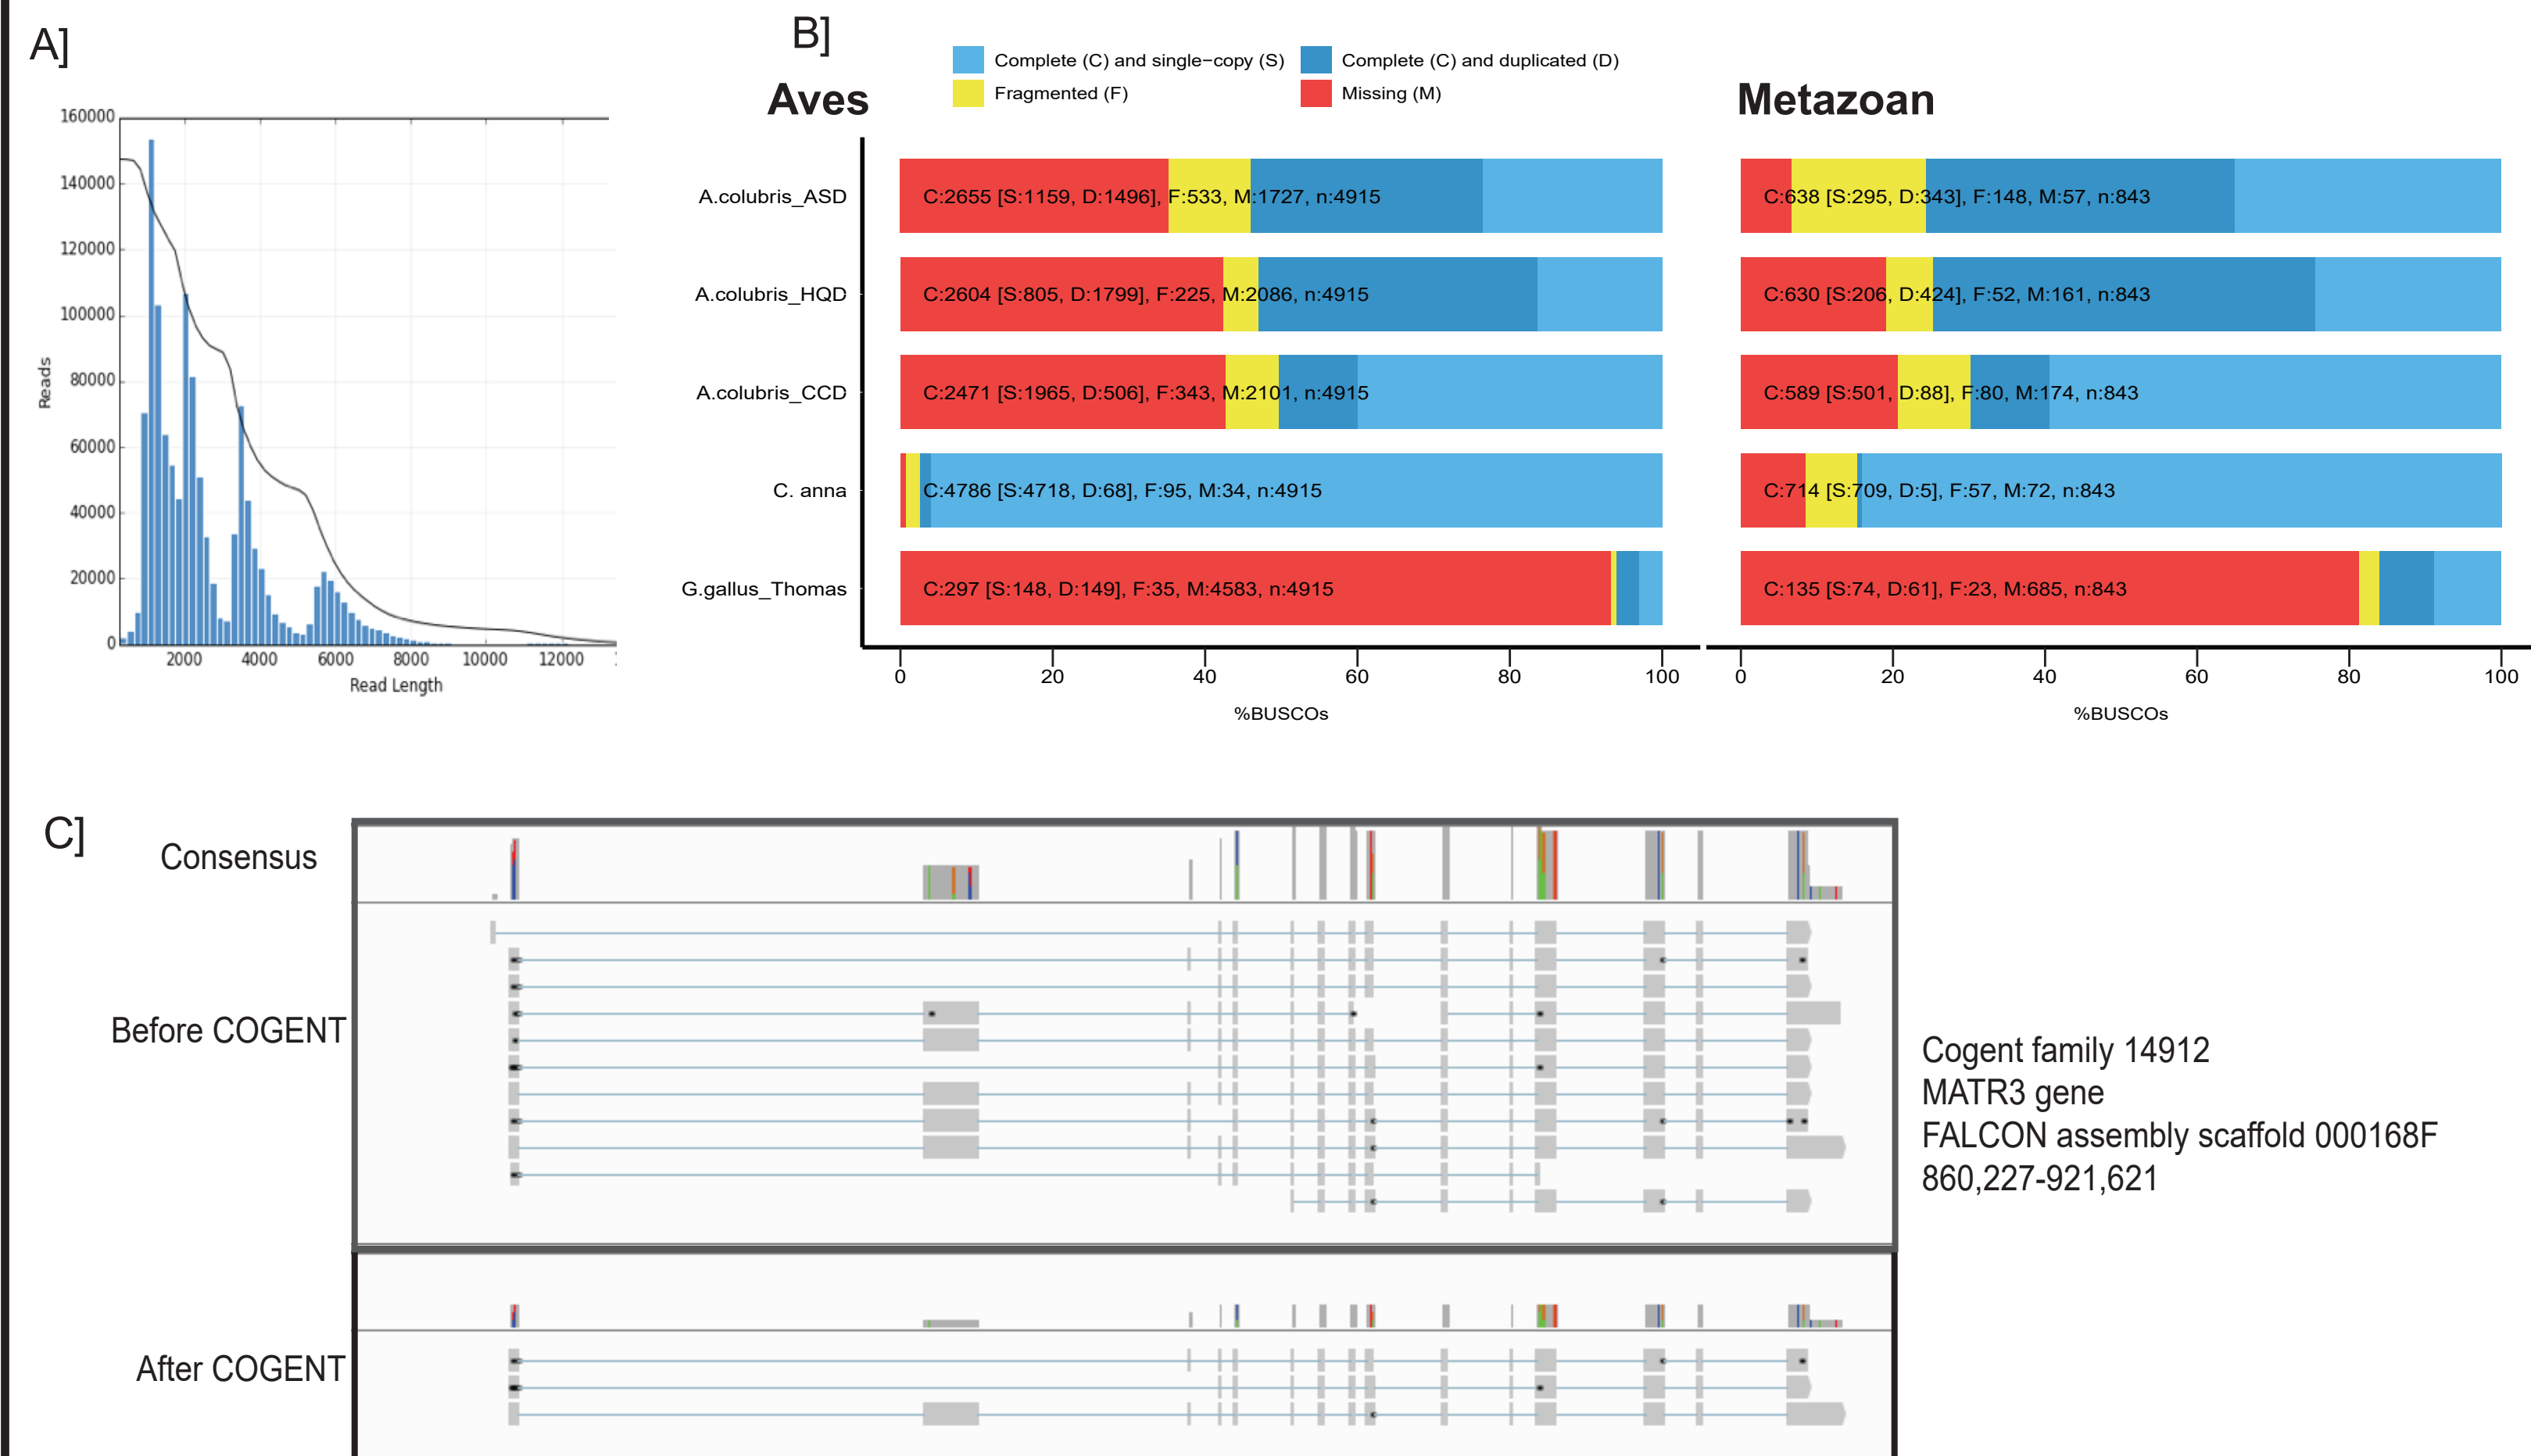 A]
160000
140000
120000
100000
80000
60000
40000
20000
0
Reads
2000 4000 6000 8000 10000 12000
Read Length
B]
Complete (C) and single−copy (S) Complete (C) and duplicated (D)
Fragmented (F) Missing (M)
Aves Metazoan
A.colubris_ASD C:2655 [S:1159, D:1496], F:533, M:1727, n:4915 C:638 [S:295, D:343], F:148, M:57, n:843
A.colubris_HQD C:2604 [S:805, D:1799], F:225, M:2086, n:4915 C:630 [S:206, D:424], F:52, M:161, n:843
A.colubris_CCD C:2471 [S:1965, D:506], F:343, M:2101, n:4915 C:589 [S:501, D:88], F:80, M:174, n:843
C. anna C:4786 [S:4718, D:68], F:95, M:34, n:4915 C:714 [S:709, D:5], F:57, M:72, n:843
G.gallus_Thomas C:297 [S:148, D:149], F:35, M:4583, n:4915 C:135 [S:74, D:61], F:23, M:685, n:843
0 20 40 60 80 100 0 20 40 60 80 100
%BUSCOs %BUSCOs
C]
Consensus
Before COGENT
After COGENT
Cogent family 14912
MATR3 gene
FALCON assembly scaffold 000168F
860,227-921,621